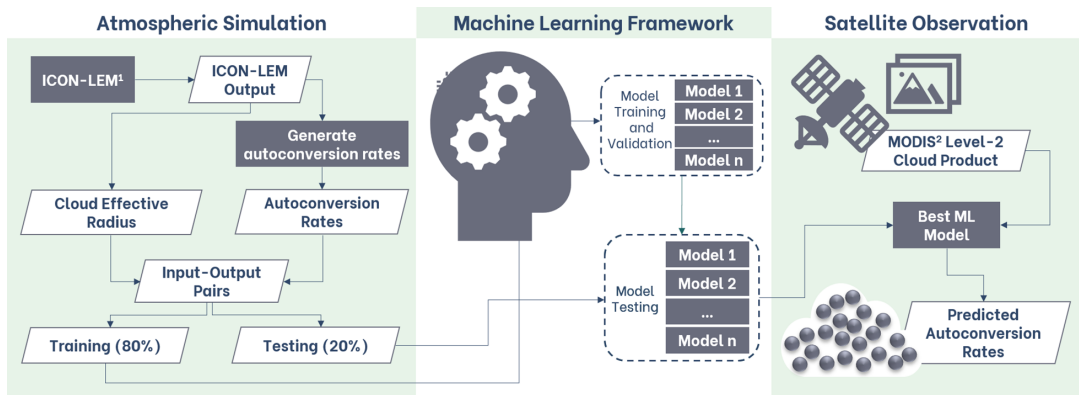 Atmospheric Simulation
Machine Learning Framework
Satellite Observation
ICON-LEM¹
ICON-LEM
Output
Generate
autoconversion rates
Cloud Effective
Radius
Autoconversion
Rates
Input-Output
Pairs
Training (80%)
Testing (20%)
Model
Training
and
Validation
Model 1
Model 2
...
Model n
Model
Testing
Model 1
Model 2
...
Model n
MODIS² Level-2
Cloud Product
Best ML
Model
Predicted
Autoconversion
Rates